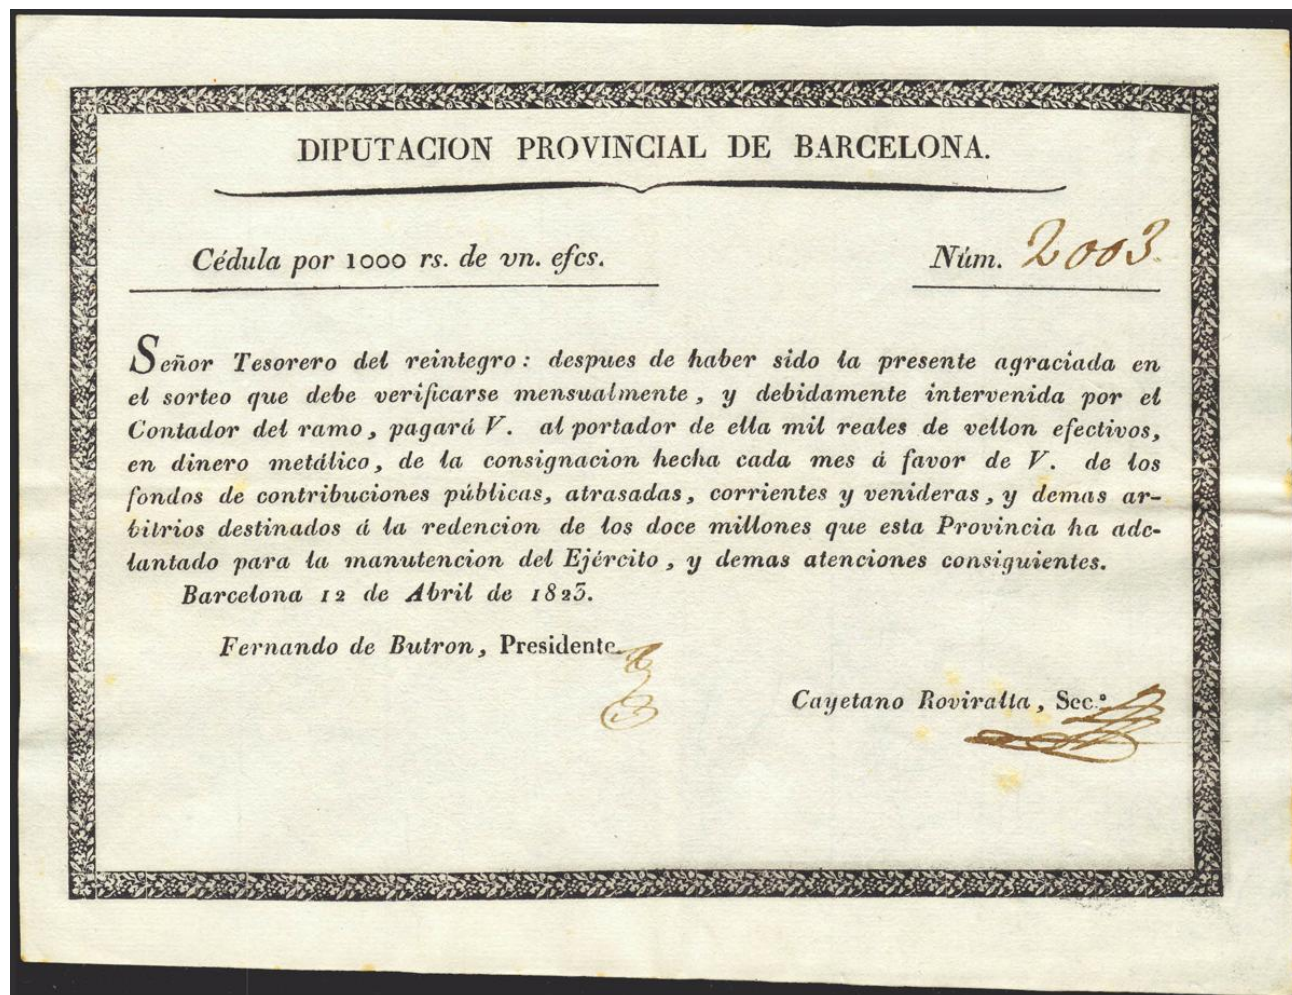 DIPUTACION PROVINCIAL DE BARCELONA.
Cédula por 1000 rs. de vn. efcs.
Núm. 2003.
Señor Tesorero del reintegro: despues de haber sido la presente agraciada en
el sorteo que debe verificarse mensualmente, y debidamente intervenida por el
Contador del ramo, pagará V. al portador de ella mil reales de vellon efectivos,
en dinero metálico, de la consignacion hecha cada mes á favor de V. de los
fondos de contribuciones públicas, atrasadas, corrientes y venideras, y demas ar-
bitrios destinados á la redencion de los doce millones que esta Provincia ha ade-
lantado para la manutencion del Ejército, y demas atenciones consiguientes.
Barcelona 12 de Abril de 1823.
Fernando de Butron, Presidente.
Cayetano Roviralta, Sec.º